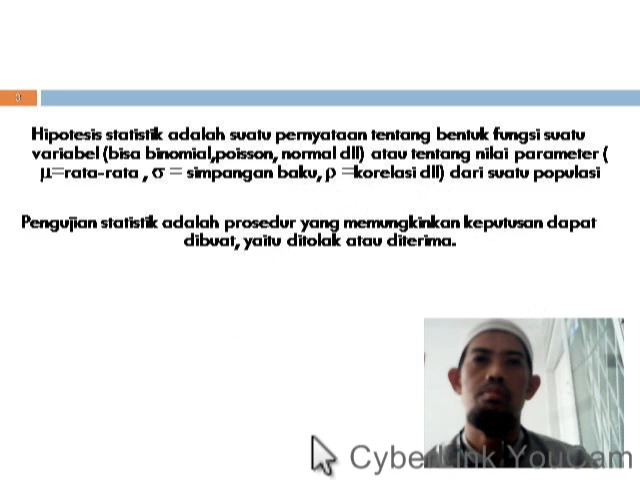 3
Hipotesis statistik adalah suatu pernyataan tentang bentuk fungsi suatu
variabel (bisa binomial,poisson, normal dll) atau tentang nilai parameter (
μ=rata-rata , σ = simpangan baku, ρ =korelasi dll) dari suatu populasi
Pengujian statistik adalah prosedur yang memungkinkan keputusan dapat
dibuat, yaitu ditolak atau diterima.
CyberLink YouCam